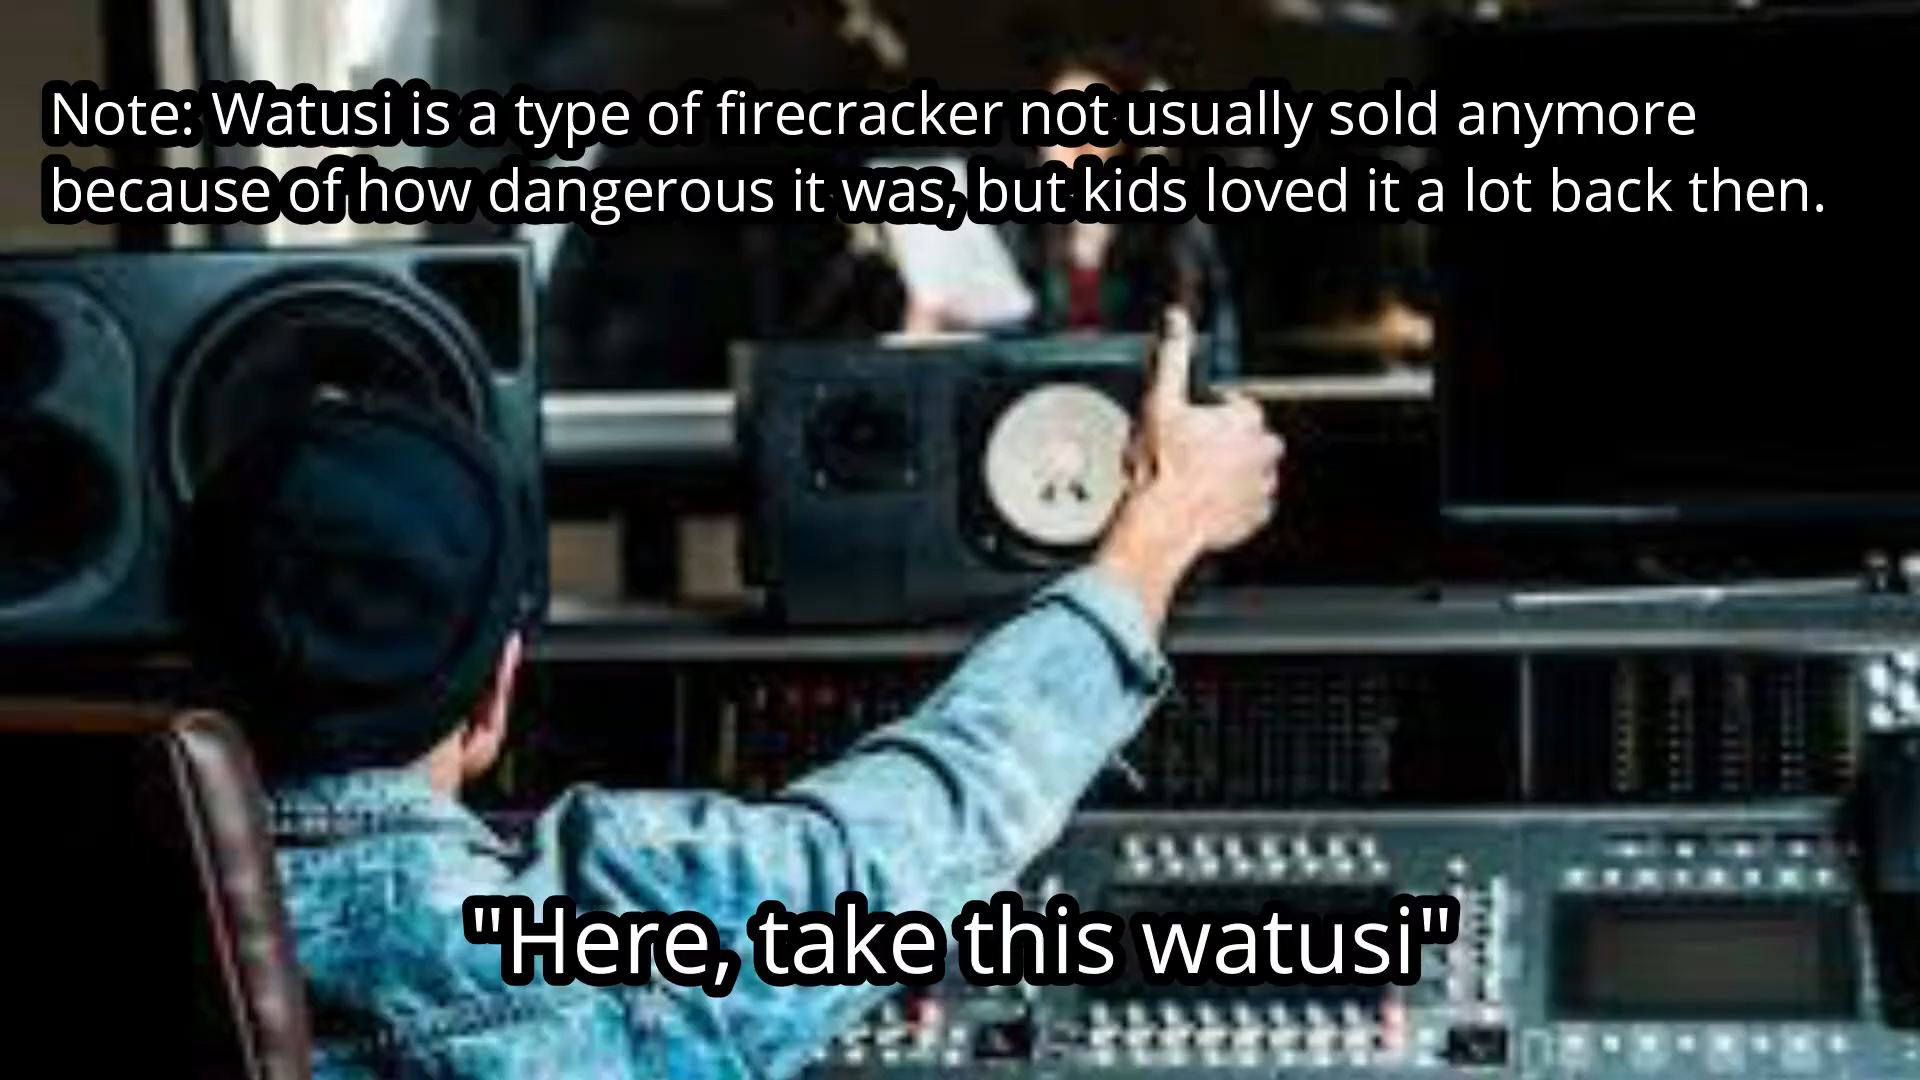 Note: Watusi is a type of firecracker not usually sold anymore
because of how dangerous it was, but kids loved it a lot back then.
"Here, take this watusi"